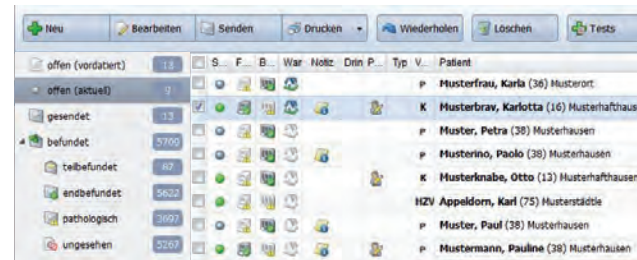 Neu Bearbeiten Senden Drucken Wiederholen Löschen Tests
offen (vordatiert) 13
offen (aktuell) 9
gesendet 13
befundet 5700
teilbefundet 87
endbefundet 5622
pathologisch 3697
ungesehen 5267
S... F... B... War Notiz Drin P... Typ V... Patient
P Musterfrau, Karla (36) Musterort
K Musterbrav, Karlotta (16) Musterhafthaus
P Muster, Petra (38) Musterhausen
P Musterino, Paolo (38) Musterhausen
K Musterknabe, Otto (13) Musterhafthausen
HZV Appeldorn, Karl (75) Musterstädtle
P Muster, Paul (38) Musterhausen
P Mustermann, Pauline (38) Musterhausen